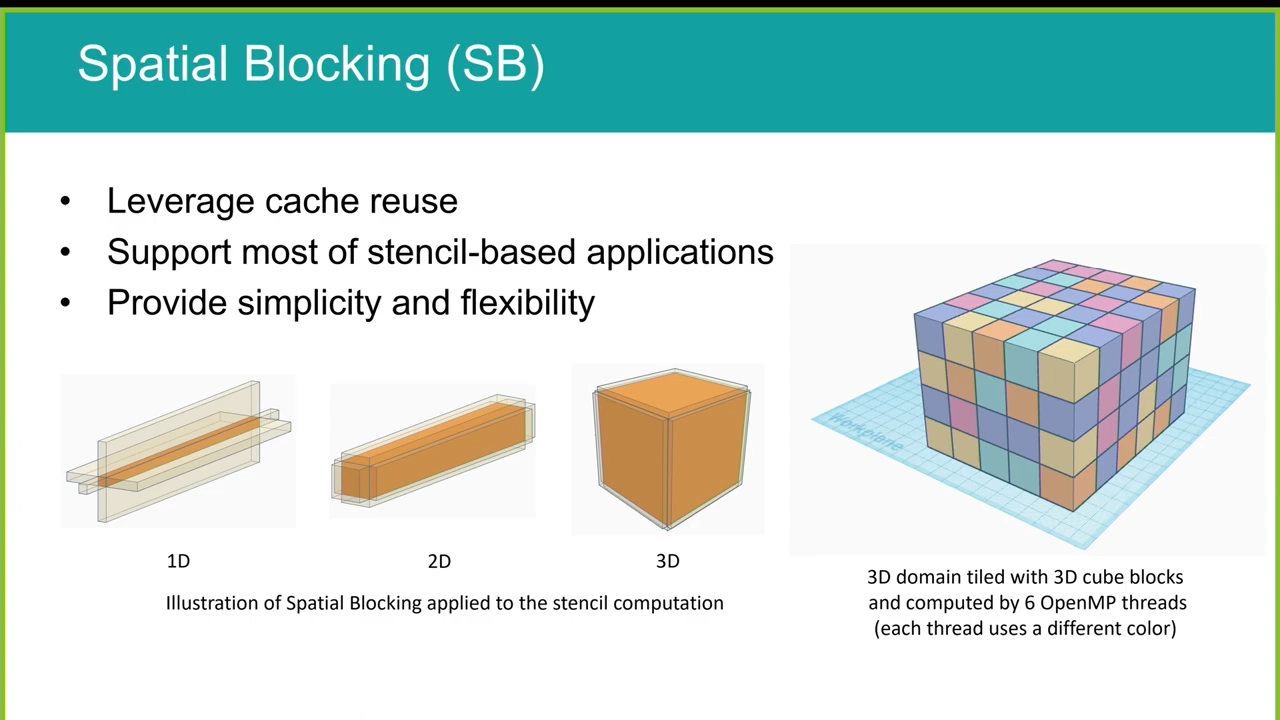 Spatial Blocking (SB)
• Leverage cache reuse
• Support most of stencil-based applications
• Provide simplicity and flexibility
Workplane
1D
2D
3D
Illustration of Spatial Blocking applied to the stencil computation
3D domain tiled with 3D cube blocks
and computed by 6 OpenMP threads
(each thread uses a different color)